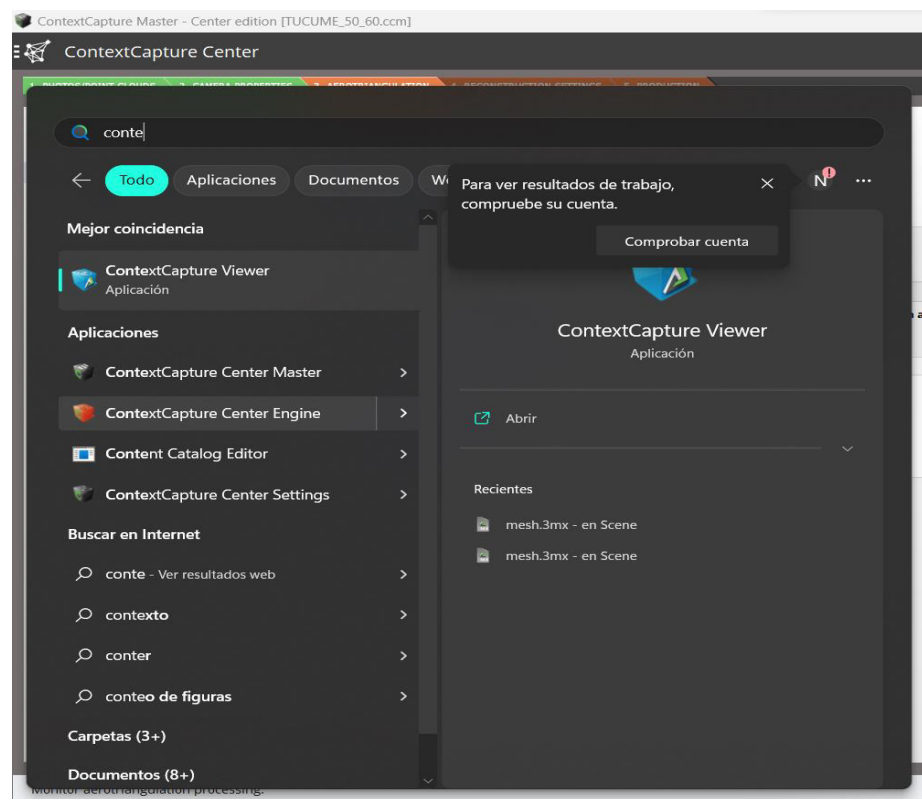 ContextCapture Master - Center edition [TUCUME_50_60.ccm]
ContextCapture Center
conte
Todo Aplicaciones Documentos
Para ver resultados de trabajo,
compruebe su cuenta.
N
Comprobar cuenta
Mejor coincidencia
ContextCapture Viewer
Aplicación
Aplicaciones
ContextCapture Center Master
ContextCapture Center Engine
Content Catalog Editor
ContextCapture Center Settings
Buscar en Internet
conte - Ver resultados web
contexto
conter
conteo de figuras
Carpetas (3+)
Documentos (8+)
ContextCapture Viewer
Aplicación
Abrir
Recientes
mesh.3mx - en Scene
mesh.3mx - en Scene
Monitor aerotriangulation processing.